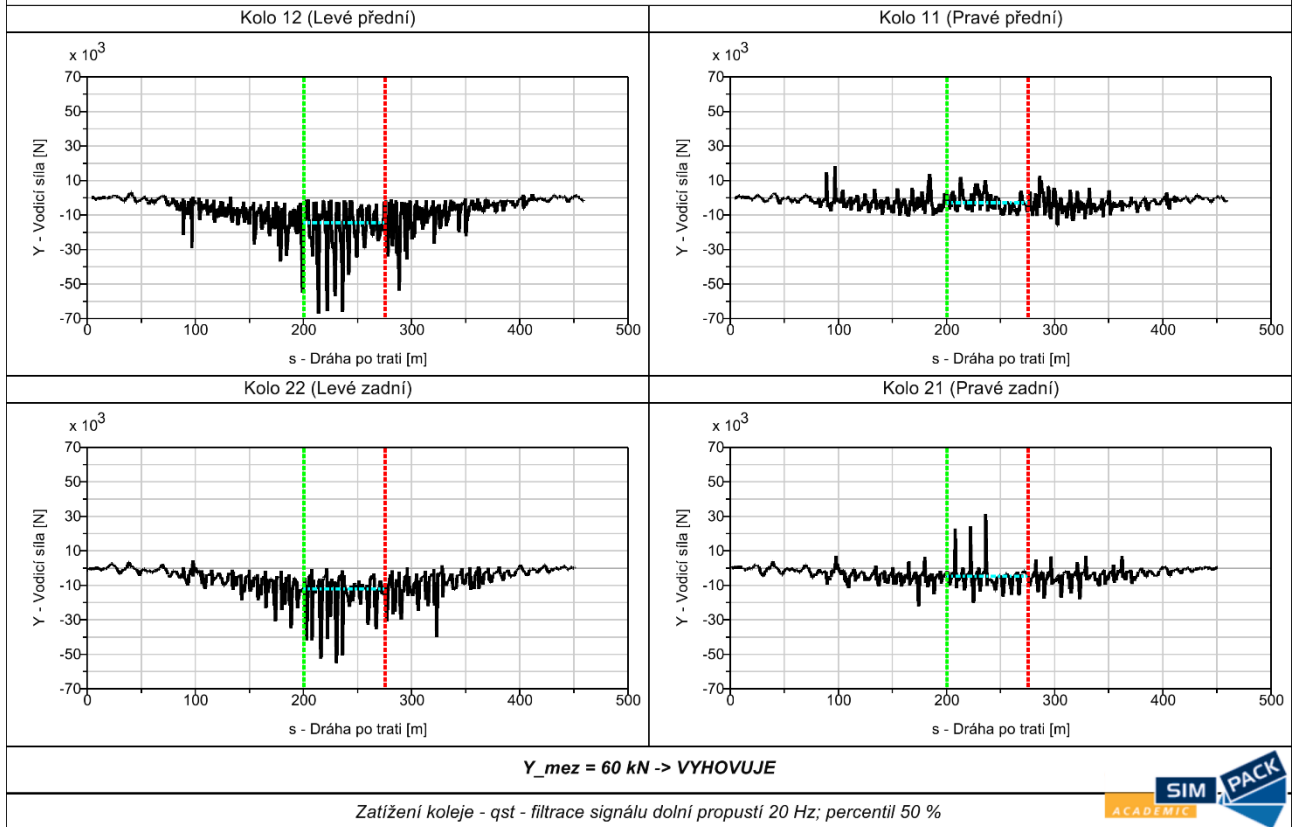 Kolo 12 (Levé přední)
x 10³
70
50
30
10
-10
-30
-50
-70
0
100
200
300
400
500
Y - Vodicí síla [N]
s - Dráha po trati [m]
Kolo 11 (Pravé přední)
x 10³
70
50
30
10
-10
-30
-50
-70
0
100
200
300
400
500
Y - Vodicí síla [N]
s - Dráha po trati [m]
Kolo 22 (Levé zadní)
x 10³
70
50
30
10
-10
-30
-50
-70
0
100
200
300
400
500
Y - Vodicí síla [N]
s - Dráha po trati [m]
Kolo 21 (Pravé zadní)
x 10³
70
50
30
10
-10
-30
-50
-70
0
100
200
300
400
500
Y - Vodicí síla [N]
s - Dráha po trati [m]
Y_mez = 60 kN -> VYHOVUJE
Zatížení koleje - qst - filtrace signálu dolní propustí 20 Hz; percentil 50 %
SIM PACK
ACADEMIC